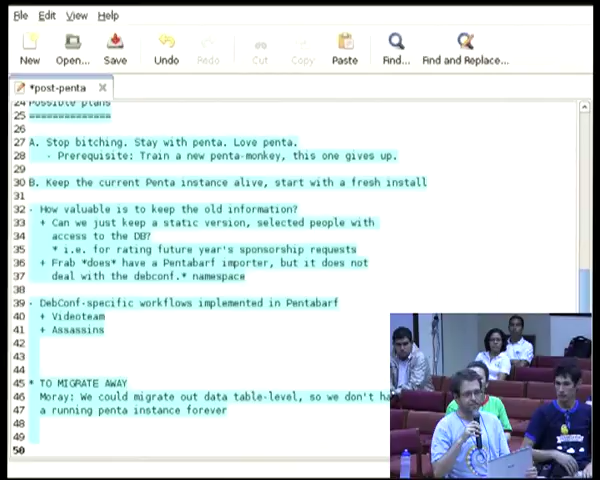 File Edit View Help
New Open... Save Undo Redo Cut Copy Paste Find... Find and Replace...
*post-penta
24 Possible plans
25 ==============
26
27 A. Stop bitching. Stay with penta. Love penta.
28 - Prerequisite: Train a new penta-monkey, this one gives up.
29
30 B. Keep the current Penta instance alive, start with a fresh install
31
32 - How valuable is to keep the old information?
33 + Can we just keep a static version, selected people with
34 access to the DB?
35 * i.e. for rating future year's sponsorship requests
36 + Frab *does* have a Pentabarf importer, but it does not
37 deal with the debconf.* namespace
38
39 - DebConf-specific workflows implemented in Pentabarf
40 + Videoteam
41 + Assassins
42
43
44
45 * TO MIGRATE AWAY
46 Moray: We could migrate out data table-level, so we don't
47 a running penta instance forever
48
49
50